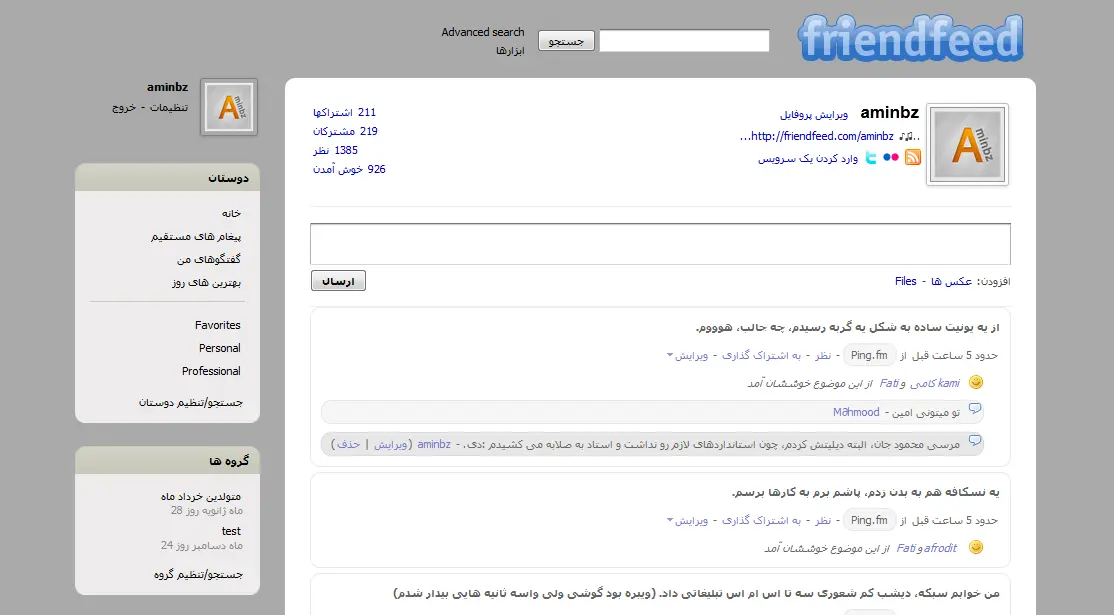 friendfeed
جستجو
Advanced search
ابزارها
aminbz
تنظیمات - خروج
aminbz ویرایش پروفایل
♪♫.. http://friendfeed.com/aminbz...
وارد کردن یک سرویس
211 اشتراکها
219 مشترکان
1385 نظر
926 خوش آمدن
افزودن: عکس ها - Files
ارسال
از یه یونیت ساده به شکل یه گربه رسیدم، چه جالب، هوووم.
حدود 5 ساعت قبل از Ping.fm - نظر - به اشتراک گذاری - ویرایش
kami کامی و Fati از این موضوع خوششان آمد
تو میتونی امین - Mahmood
مرسی محمود جان، البته دیلیتش کردم، چون استانداردهای لازم رو نداشت و استاد به صلابه می کشیدم :دی. - aminbz (ویرایش | حذف)
یه نسکافه هم به بدن زدم، پاشم برم به کارها برسم.
حدود 5 ساعت قبل از Ping.fm - نظر - به اشتراک گذاری - ویرایش
afrodit و Fati از این موضوع خوششان آمد
من خوابم سبکه، دیشب کم شعوری سه تا اس ام اس تبلیغاتی داد. (ویبره بود گوشی ولی واسه ثانیه هایی بیدار شدم)
دوستان
خانه
پیغام های مستقیم
گفتگوهای من
بهترین های روز
Favorites
Personal
Professional
جستجو/تنظیم دوستان
گروه ها
متولدین خرداد ماه
ماه ژانویه روز 28
test
ماه دسامبر روز 24
جستجو/تنظیم گروه